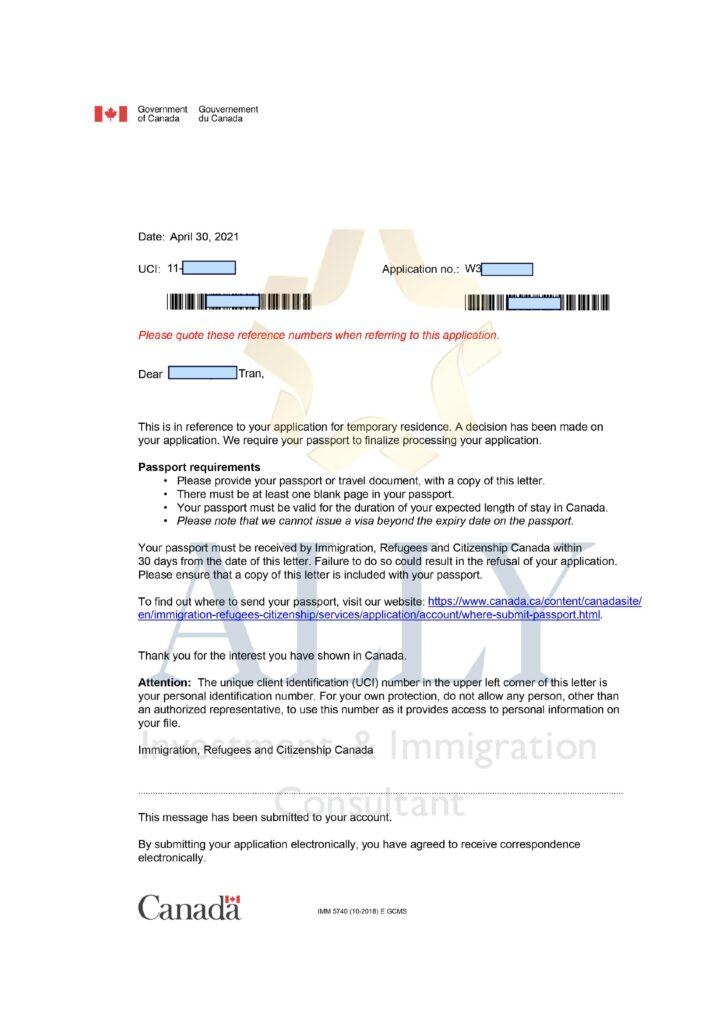 Government Gouvernement
of Canada du Canada
Date: April 30, 2021
UCI: 11- Application no.: W3
Please quote these reference numbers when referring to this application.
Dear Tran,
This is in reference to your application for temporary residence. A decision has been made on
your application. We require your passport to finalize processing your application.
Passport requirements
• Please provide your passport or travel document, with a copy of this letter.
• There must be at least one blank page in your passport.
• Your passport must be valid for the duration of your expected length of stay in Canada.
• Please note that we cannot issue a visa beyond the expiry date on the passport.
Your passport must be received by Immigration, Refugees and Citizenship Canada within
30 days from the date of this letter. Failure to do so could result in the refusal of your application.
Please ensure that a copy of this letter is included with your passport.
To find out where to send your passport, visit our website: https://www.canada.ca/content/canadasite/
en/immigration-refugees-citizenship/services/application/account/where-submit-passport.html.
Thank you for the interest you have shown in Canada.
ALLY
Attention: The unique client identification (UCI) number in the upper left corner of this letter is
your personal identification number. For your own protection, do not allow any person, other than
an authorized representative, to use this number as it provides access to personal information on
your file.
Investment & Immigration
Immigration, Refugees and Citizenship Canada
Consultant
This message has been submitted to your account.
By submitting your application electronically, you have agreed to receive correspondence
electronically.
Canada
IMM 5740 (10-2018) E GCMS